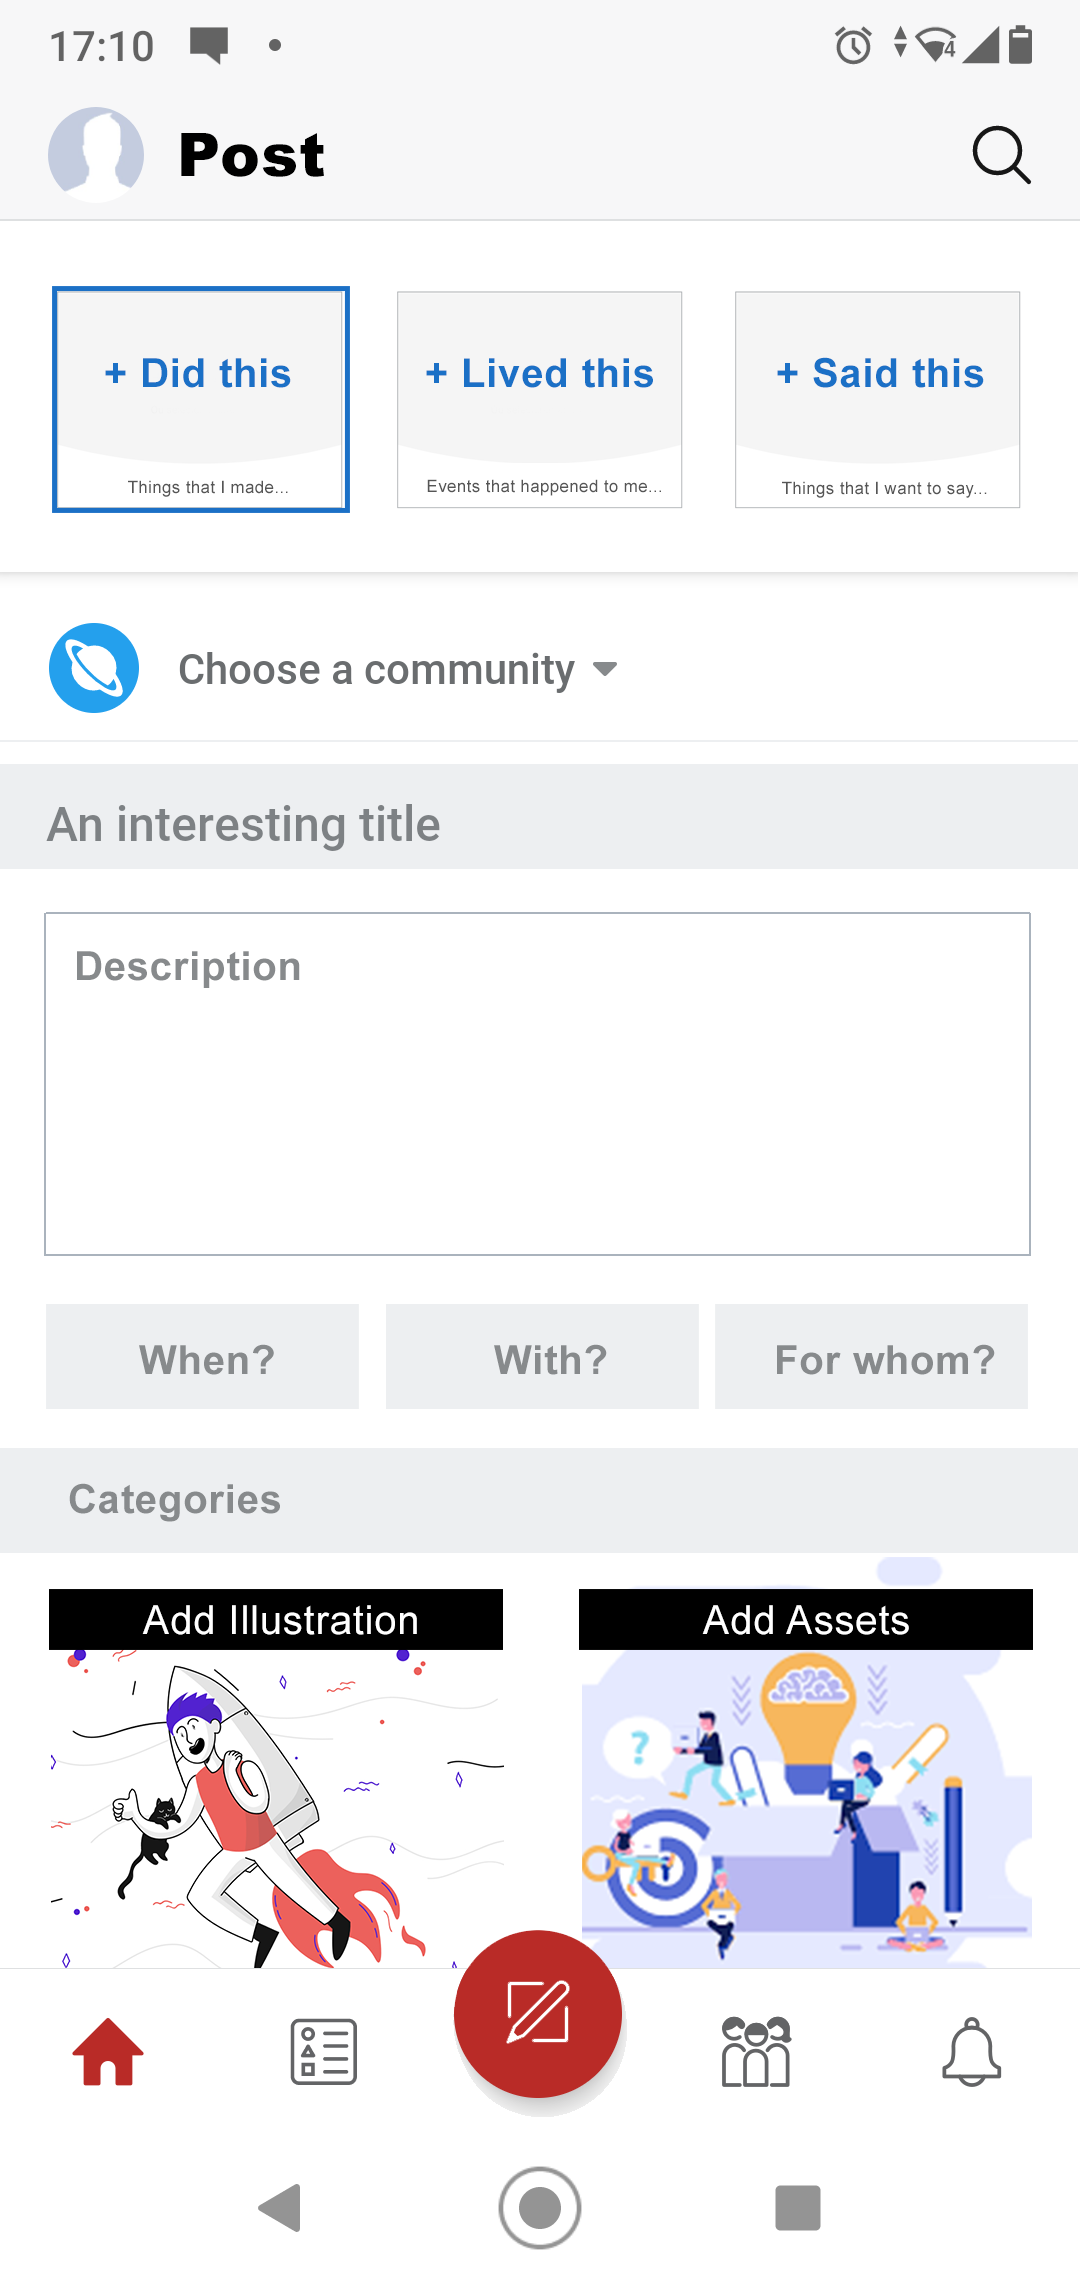 17:10
4
Post
+ Did this
+ Lived this
+ Said this
Things that I made...
Events that happened to me...
Things that I want to say...
Choose a community
An interesting title
Description
When?
With?
For whom?
Categories
Add Illustration
Add Assets
?